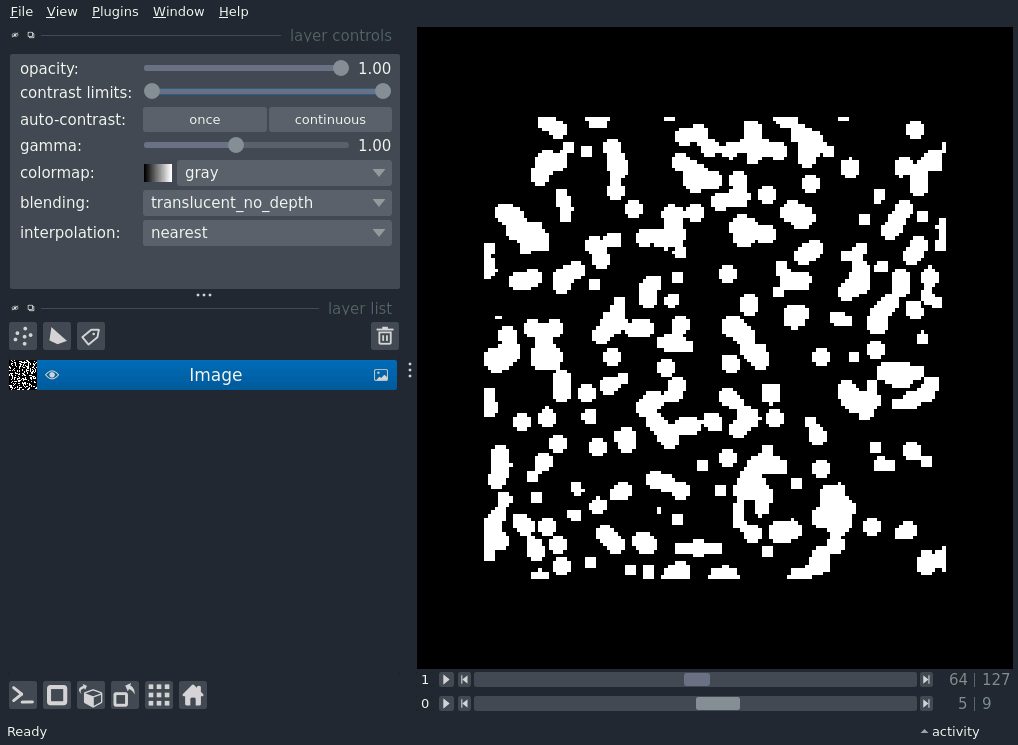 File View Plugins Window Help
layer controls
opacity: 1.00
contrast limits:
auto-contrast: once continuous
gamma: 1.00
colormap: gray
blending: translucent_no_depth
interpolation: nearest
layer list
Image
1 64 | 127
0 5 | 9
Ready activity